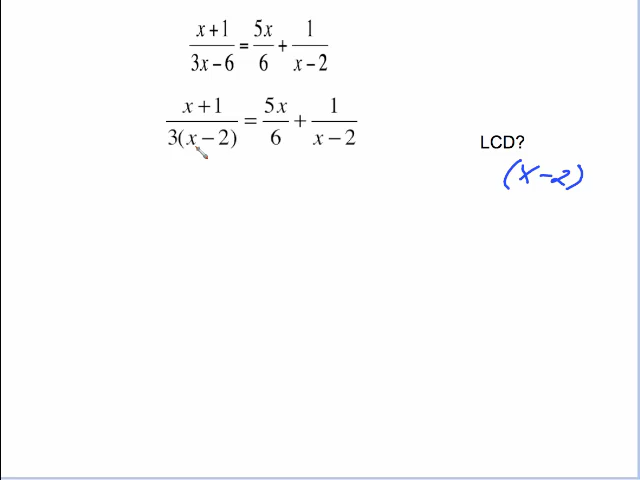 (x+1)/(3x−6) = 5x/6 + 1/(x−2)
(x+1)/(3(x−2)) = 5x/6 + 1/(x−2)
LCD?
(x−2)